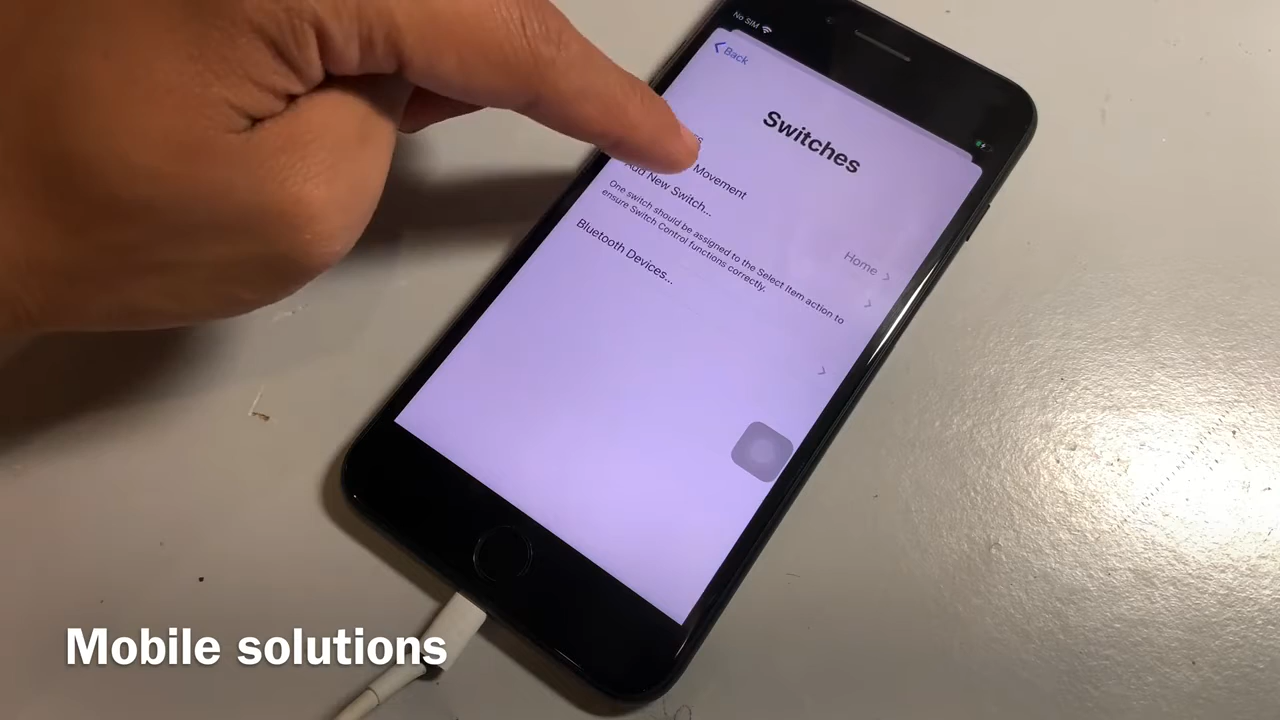 No SIM
Back
Switches
Movement
Add New Switch...
Home
One switch should be assigned to the Select Item action to
ensure Switch Control functions correctly.
Bluetooth Devices...
Mobile solutions